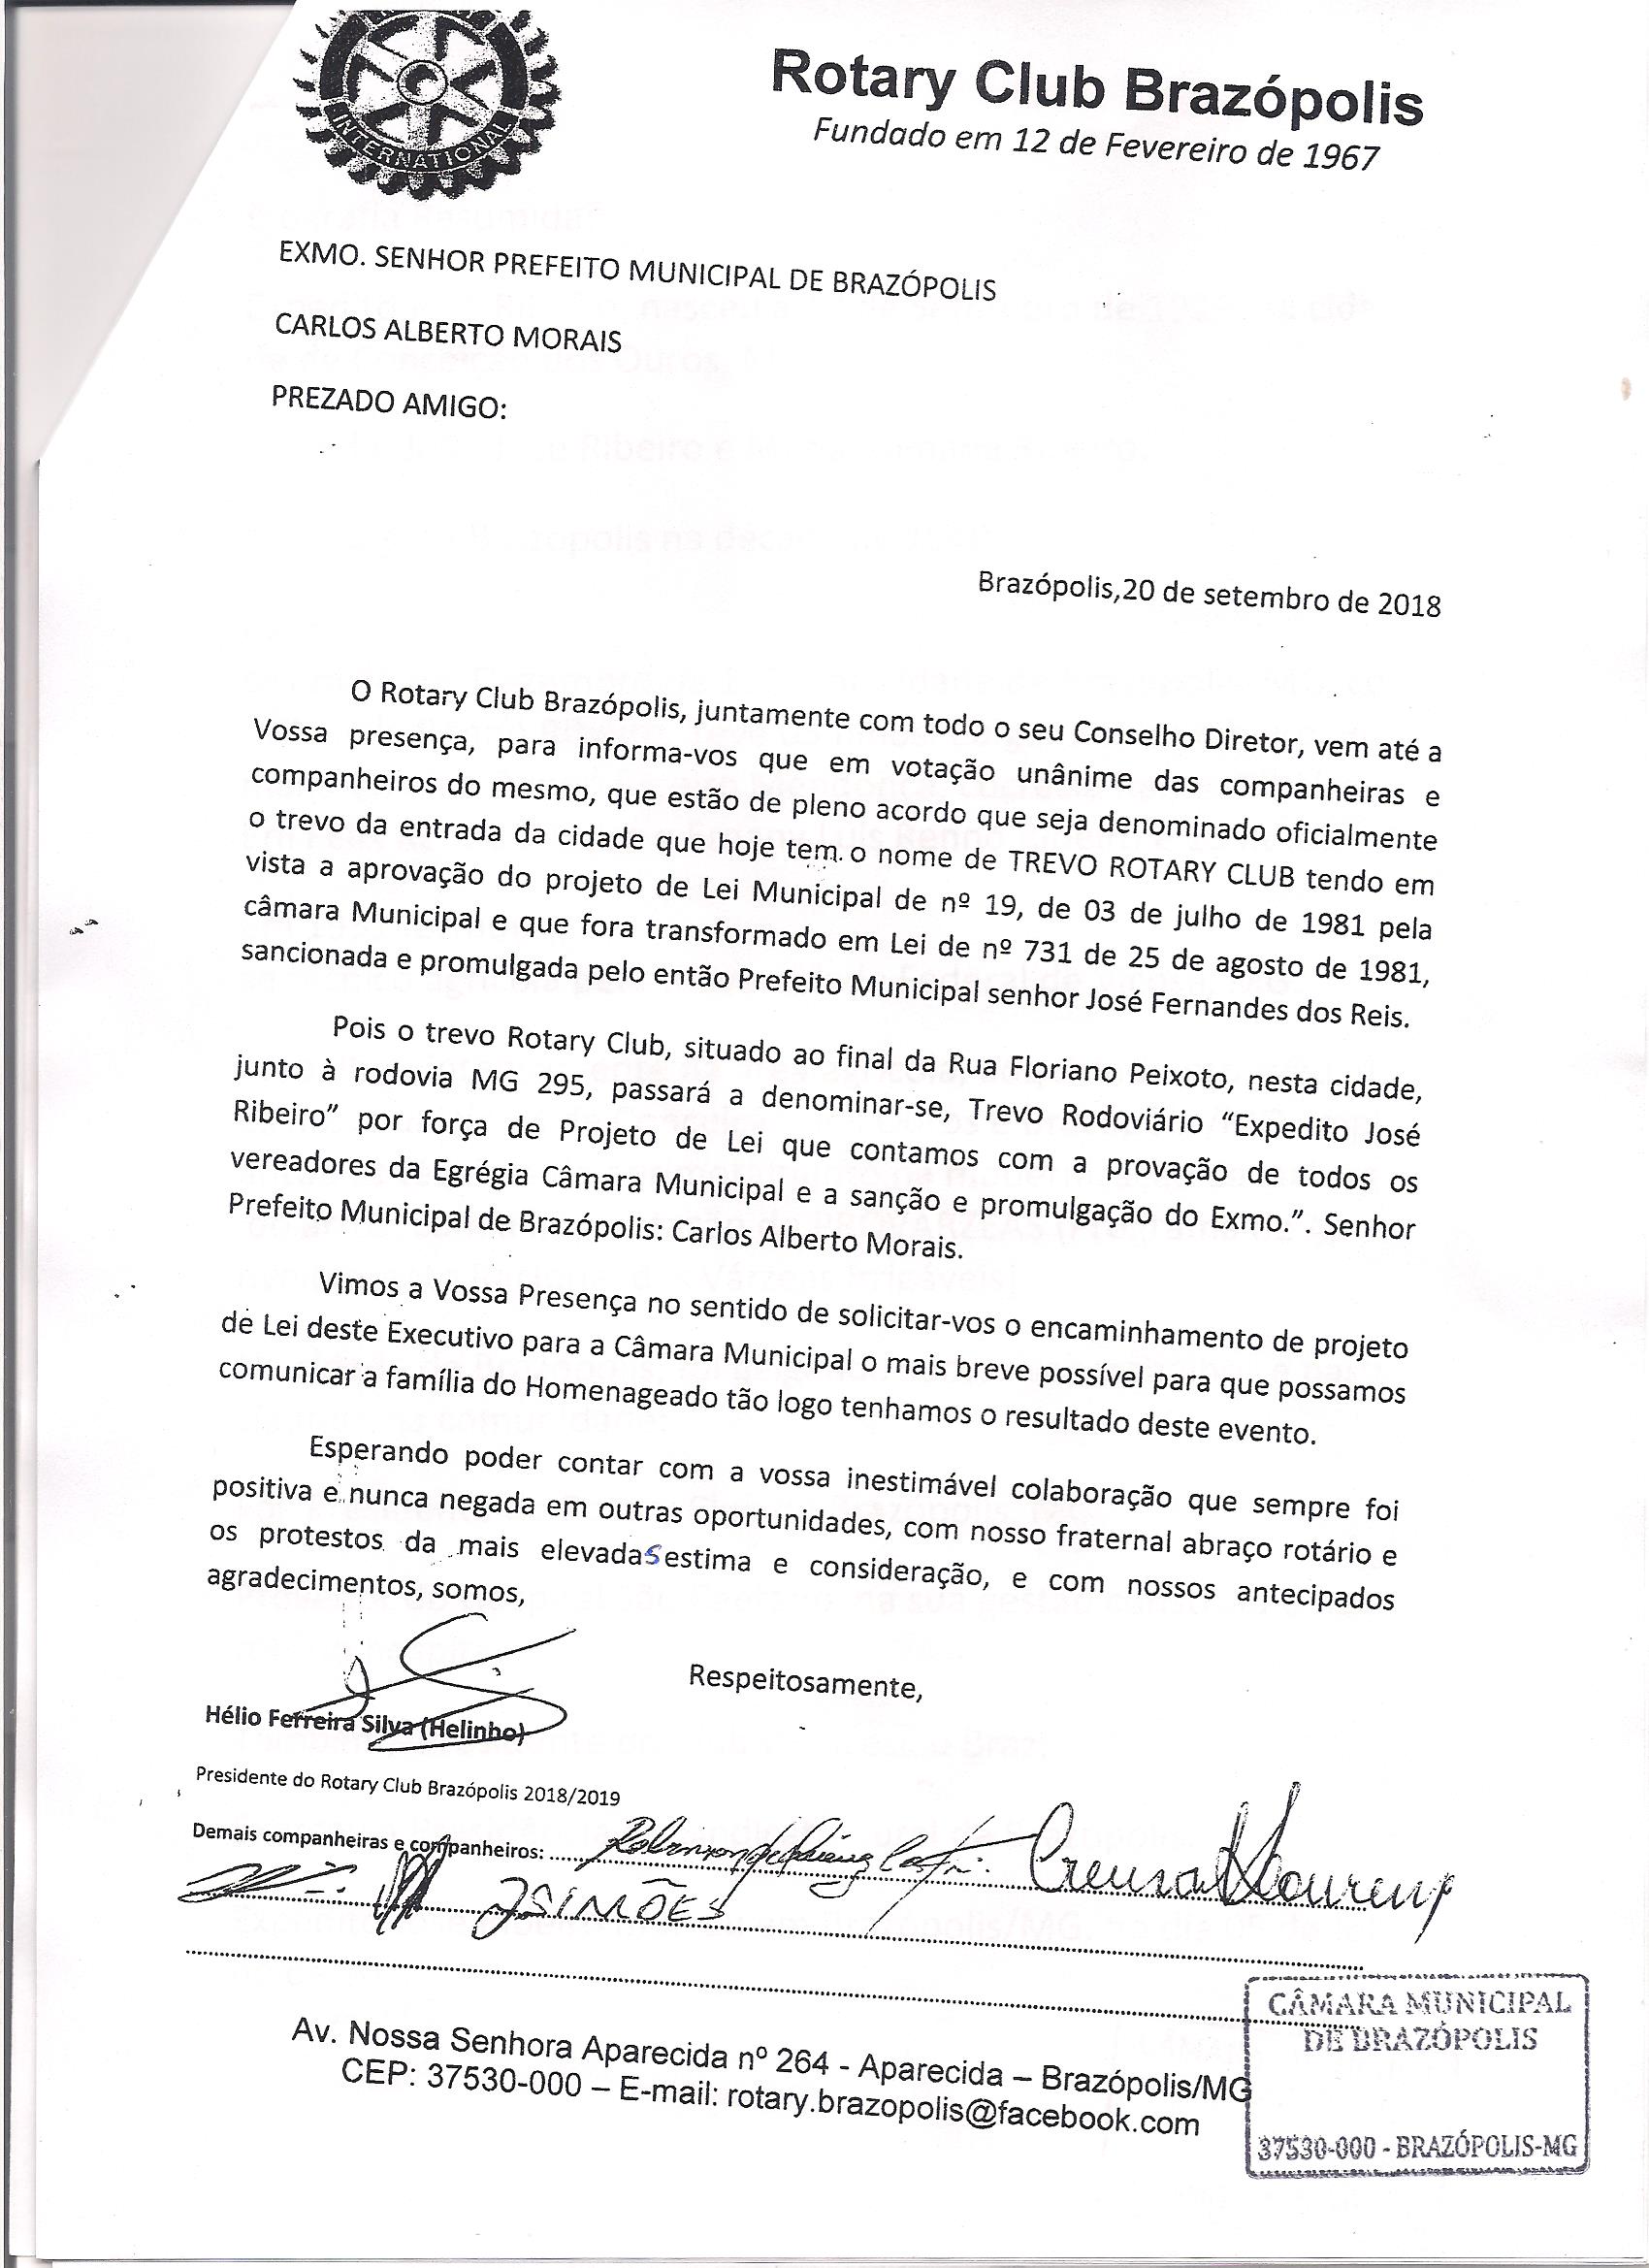 INTERNATIONAL
Rotary Club Brazópolis
Fundado em 12 de Fevereiro de 1967
EXMO. SENHOR PREFEITO MUNICIPAL DE BRAZÓPOLIS
CARLOS ALBERTO MORAIS
PREZADO AMIGO:
Brazópolis,20 de setembro de 2018
O Rotary Club Brazópolis, juntamente com todo o seu Conselho Diretor, vem até a
Vossa presença, para informa-vos que em votação unânime das companheiras e
companheiros do mesmo, que estão de pleno acordo que seja denominado oficialmente
o trevo da entrada da cidade que hoje tem o nome de TREVO ROTARY CLUB tendo em
vista a aprovação do projeto de Lei Municipal de nº 19, de 03 de julho de 1981 pela
câmara Municipal e que fora transformado em Lei de nº 731 de 25 de agosto de 1981,
sancionada e promulgada pelo então Prefeito Municipal senhor José Fernandes dos Reis.
Pois o trevo Rotary Club, situado ao final da Rua Floriano Peixoto, nesta cidade,
junto à rodovia MG 295, passará a denominar-se, Trevo Rodoviário “Expedito José
Ribeiro” por força de Projeto de Lei que contamos com a provação de todos os
vereadores da Egrégia Câmara Municipal e a sanção e promulgação do Exmo.”. Senhor
Prefeito Municipal de Brazópolis: Carlos Alberto Morais.
Vimos a Vossa Presença no sentido de solicitar-vos o encaminhamento de projeto
de Lei deste Executivo para a Câmara Municipal o mais breve possível para que possamos
comunicar a família do Homenageado tão logo tenhamos o resultado deste evento.
Esperando poder contar com a vossa inestimável colaboração que sempre foi
positiva e nunca negada em outras oportunidades, com nosso fraternal abraço rotário e
os protestos da mais elevadas estima e consideração, e com nossos antecipados
agradecimentos, somos,
Respeitosamente,
Hélio Ferreira Silva (Helinho)
Presidente do Rotary Club Brazópolis 2018/2019
Demais companheiras e companheiros:
JSIMÕES
Av. Nossa Senhora Aparecida nº 264 - Aparecida – Brazópolis/MG
CEP: 37530-000 – E-mail: rotary.brazopolis@facebook.com
CÂMARA MUNICIPAL
DE BRAZÓPOLIS
37530-000 - BRAZÓPOLIS-MG